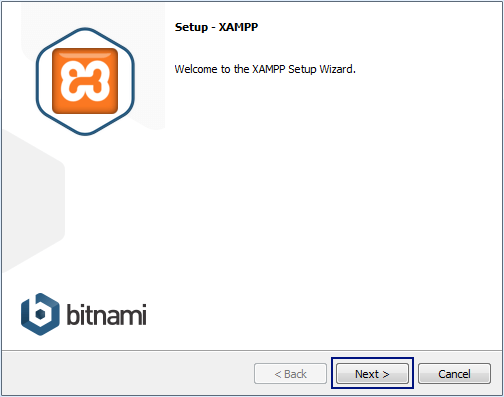 Setup - XAMPP
Welcome to the XAMPP Setup Wizard.
bitnami
< Back
Next >
Cancel